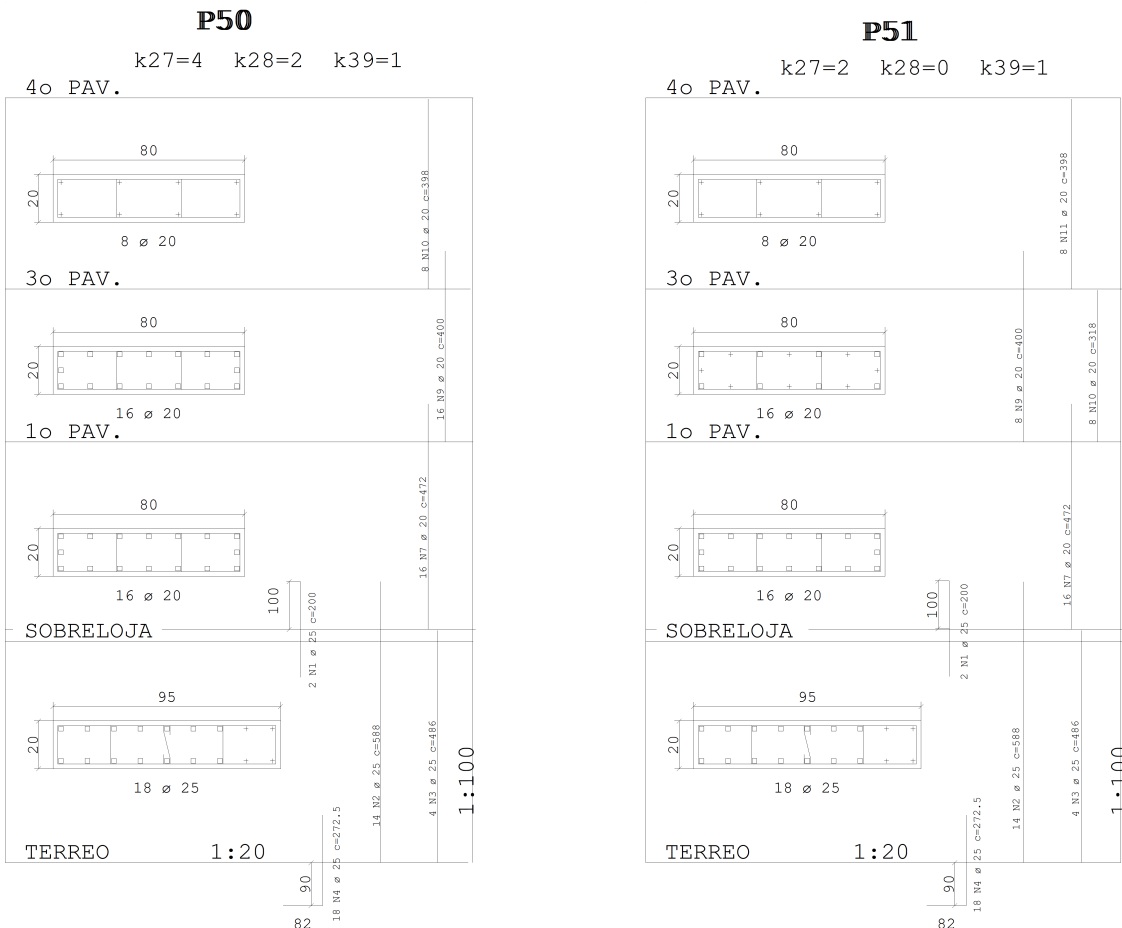 P50
k27=4 k28=2 k39=1
4o PAV.
80
20
8 ø 20
8 N10 ø 20 c=398
3o PAV.
80
20
16 ø 20
16 N9 ø 20 c=400
1o PAV.
80
20
16 ø 20
16 N7 ø 20 c=472
100
2 N1 ø 25 c=200
SOBRELOJA
95
20
18 ø 25
14 N2 ø 25 c=588
4 N3 ø 25 c=486
1:100
TERREO 1:20
18 N4 ø 25 c=272.5
90
82
P51
k27=2 k28=0 k39=1
4o PAV.
80
20
8 ø 20
8 N11 ø 20 c=398
3o PAV.
80
20
16 ø 20
8 N9 ø 20 c=400
8 N10 ø 20 c=318
1o PAV.
80
20
16 ø 20
16 N7 ø 20 c=472
100
2 N1 ø 25 c=200
SOBRELOJA
95
20
18 ø 25
14 N2 ø 25 c=588
4 N3 ø 25 c=486
1:100
TERREO 1:20
18 N4 ø 25 c=272.5
90
82